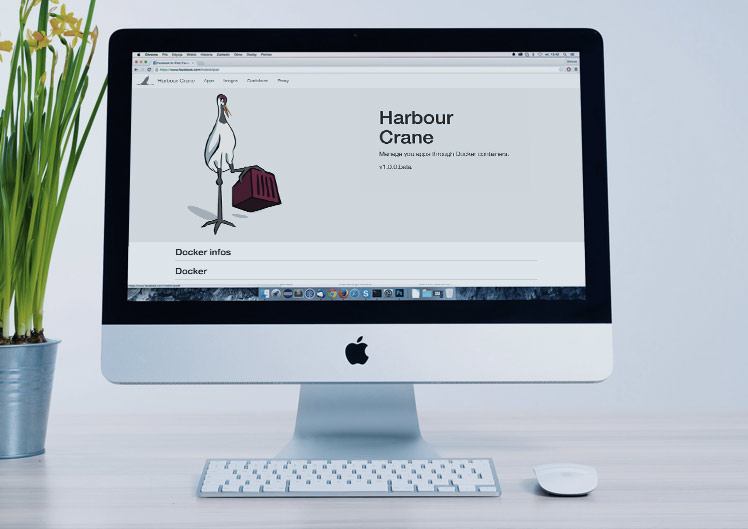 Harbour Crane Apps Images Containers Proxy
Harbour
Crane
Manage you apps through Docker containers.
v1.0.0.beta
Docker infos
Docker